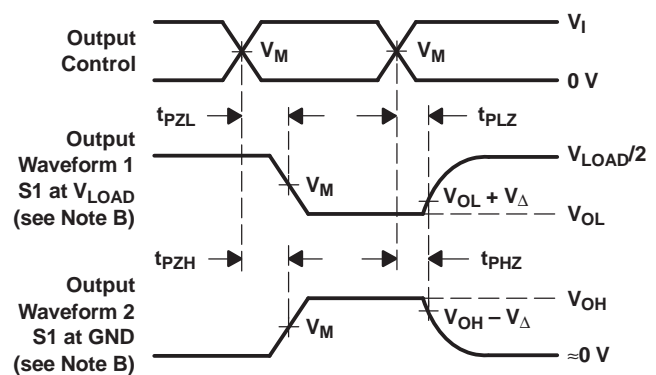 Output
Control
V_M
V_M
V_I
0 V
t_PZL
t_PLZ
Output
Waveform 1
S1 at V_LOAD
(see Note B)
V_M
V_LOAD/2
V_OL + V_Δ
V_OL
t_PZH
t_PHZ
Output
Waveform 2
S1 at GND
(see Note B)
V_M
V_OH
V_OH − V_Δ
≈0 V